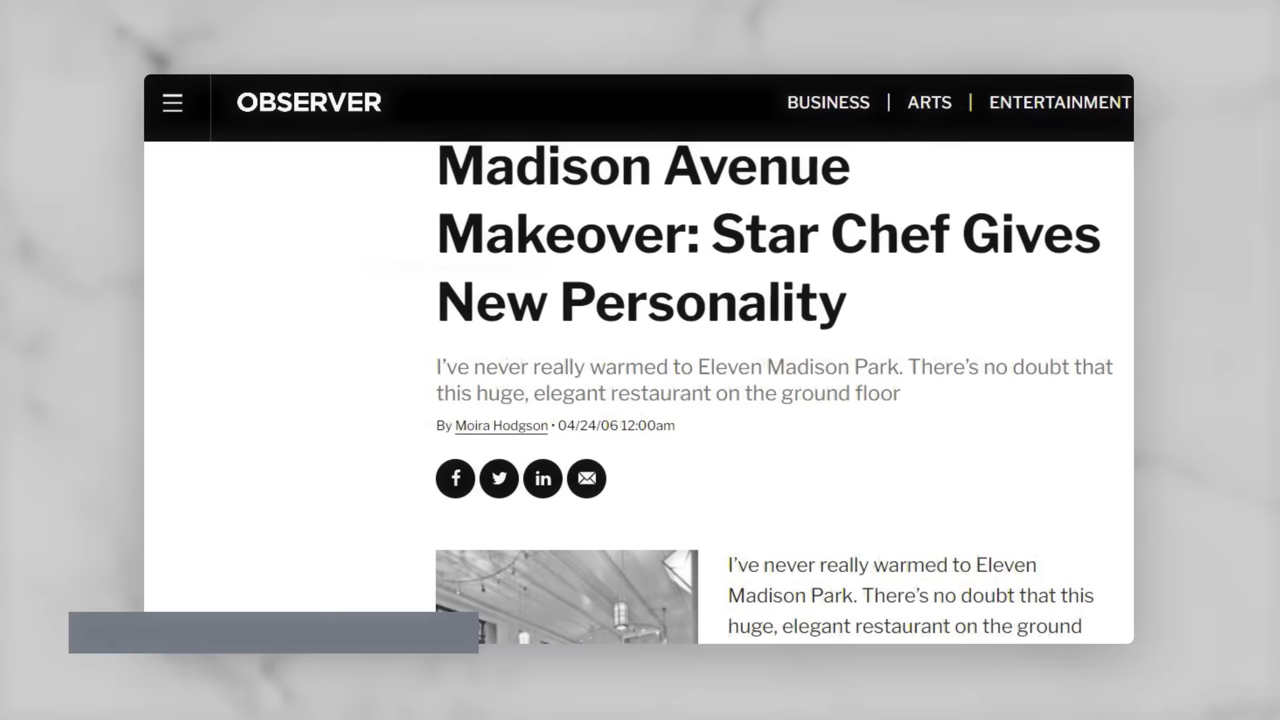 OBSERVER
BUSINESS | ARTS | ENTERTAINMENT
Madison Avenue
Makeover: Star Chef Gives
New Personality
I've never really warmed to Eleven Madison Park. There's no doubt that
this huge, elegant restaurant on the ground floor
By Moira Hodgson • 04/24/06 12:00am
I've never really warmed to Eleven
Madison Park. There's no doubt that this
huge, elegant restaurant on the ground